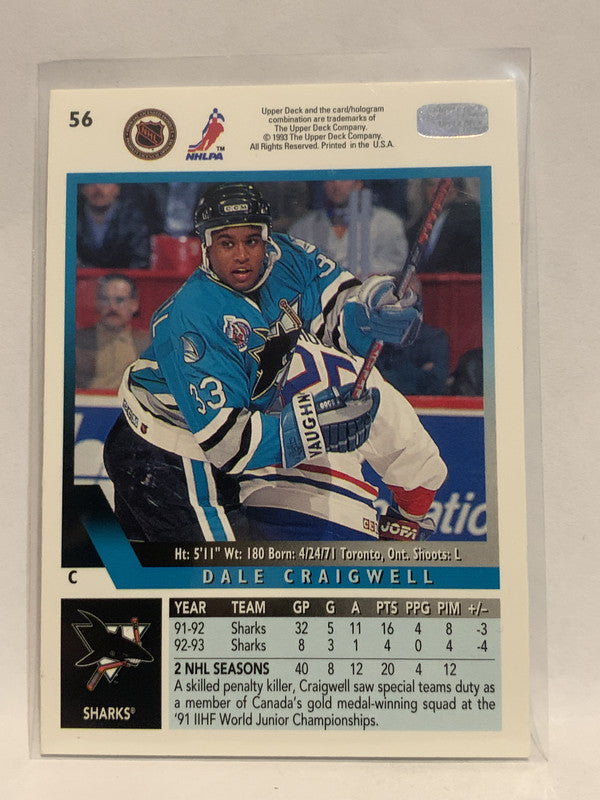 56
NHL
NHLPA
TM
Upper Deck and the card/hologram
combination are trademarks of
The Upper Deck Company.
© 1993 The Upper Deck Company.
All Rights Reserved. Printed in the U.S.A.
CCM
33
33
VAUGHN
JOFA
Ht: 5'11" Wt: 180 Born: 4/24/71 Toronto, Ont. Shoots: L
C
DALE CRAIGWELL
YEAR TEAM GP G A PTS PPG PIM +/–
91-92 Sharks 32 5 11 16 4 8 -3
92-93 Sharks 8 3 1 4 0 4 -4
2 NHL SEASONS 40 8 12 20 4 12
A skilled penalty killer, Craigwell saw special teams duty as
a member of Canada's gold medal-winning squad at the
'91 IIHF World Junior Championships.
SHARKS®